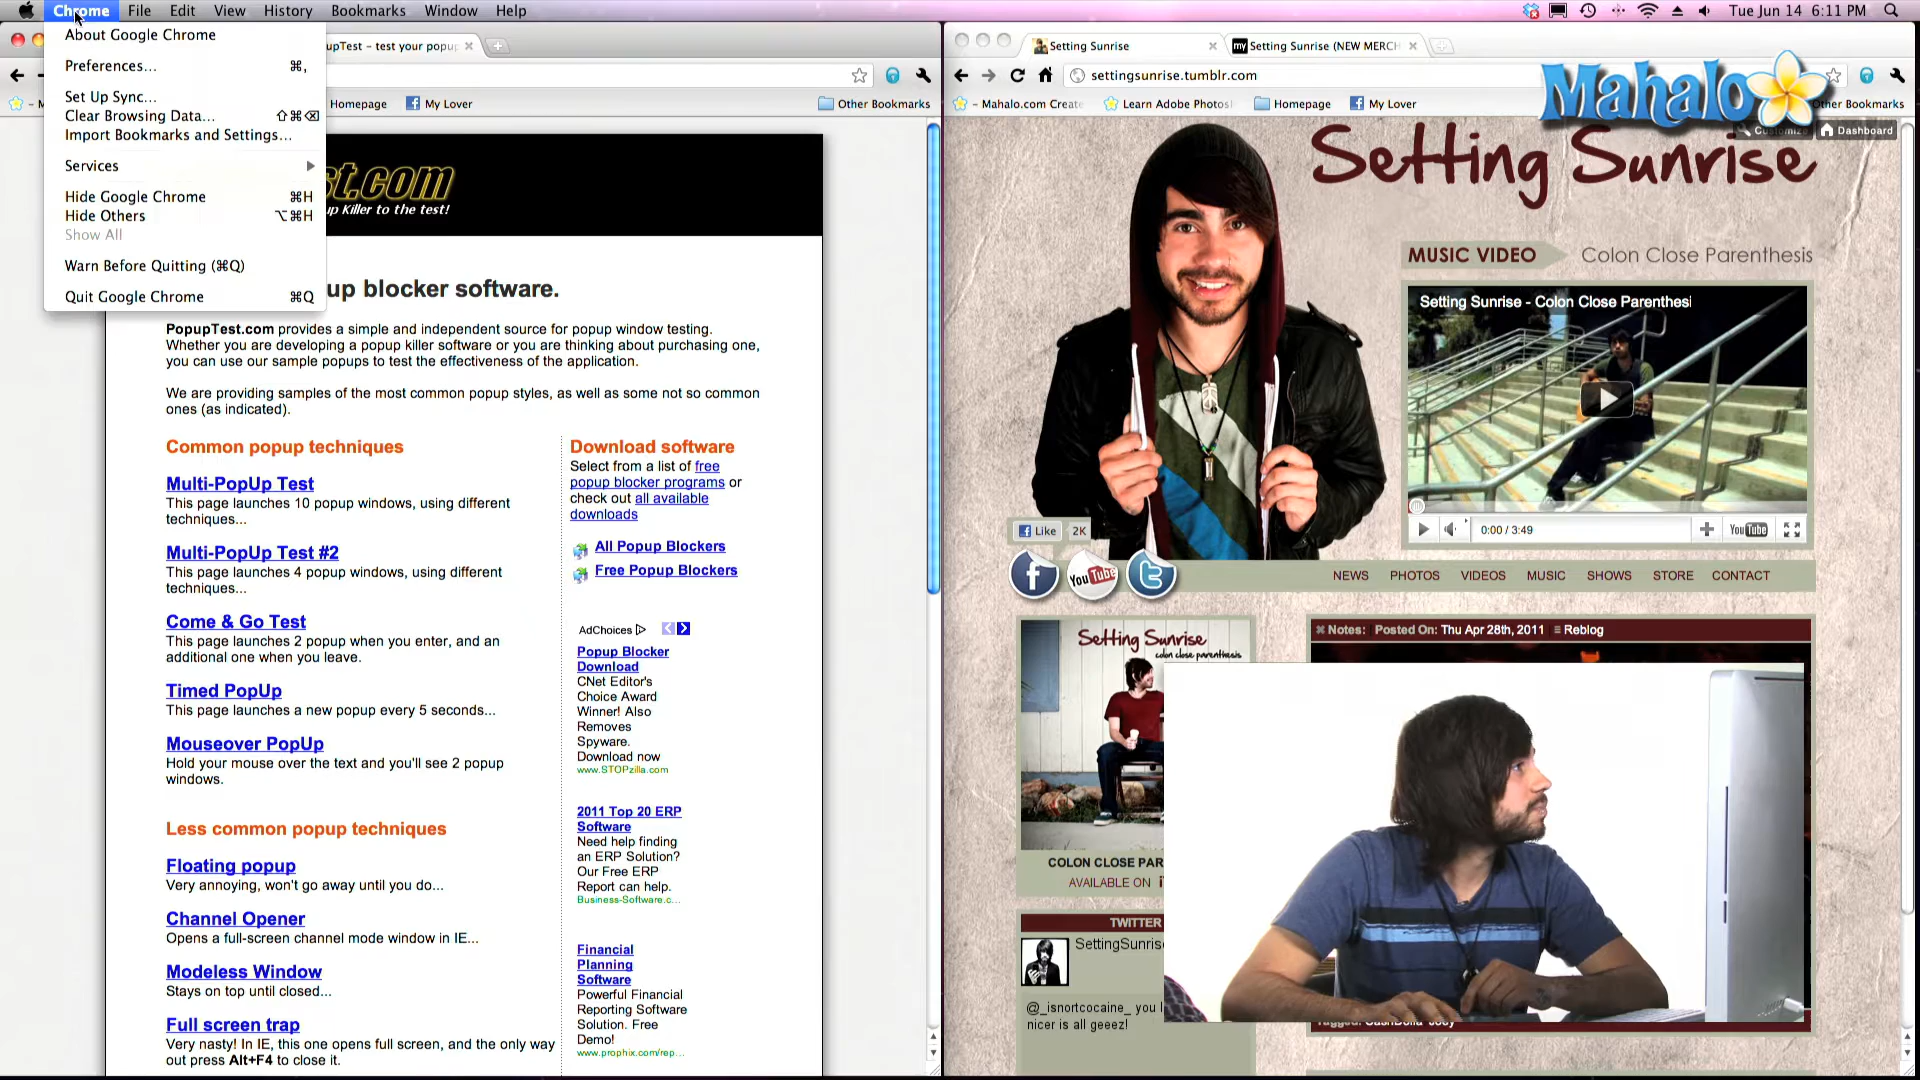 Chrome File Edit View History Bookmarks Window Help
Tue Jun 14 6:11 PM
About Google Chrome
Preferences... ⌘,
Set Up Sync...
Clear Browsing Data... ⇧⌘⌫
Import Bookmarks and Settings...
Services
Hide Google Chrome ⌘H
Hide Others ⌥⌘H
Show All
Warn Before Quitting (⌘Q)
Quit Google Chrome ⌘Q
upTest – test your popup
Homepage My Lover Other Bookmarks
st.com
up Killer to the test!
up blocker software.
PopupTest.com provides a simple and independent source for popup window testing.
Whether you are developing a popup killer software or you are thinking about purchasing one,
you can use our sample popups to test the effectiveness of the application.
We are providing samples of the most common popup styles, as well as some not so common
ones (as indicated).
Common popup techniques
Multi-PopUp Test
This page launches 10 popup windows, using different
techniques...
Multi-PopUp Test #2
This page launches 4 popup windows, using different
techniques...
Come & Go Test
This page launches 2 popup when you enter, and an
additional one when you leave.
Timed PopUp
This page launches a new popup every 5 seconds...
Mouseover PopUp
Hold your mouse over the text and you'll see 2 popup
windows.
Less common popup techniques
Floating popup
Very annoying, won't go away until you do...
Channel Opener
Opens a full-screen channel mode window in IE...
Modeless Window
Stays on top until closed...
Full screen trap
Very nasty! In IE, this one opens full screen, and the only way
out press Alt+F4 to close it.
Download software
Select from a list of free
popup blocker programs or
check out all available
downloads
All Popup Blockers
Free Popup Blockers
AdChoices
Popup Blocker
Download
CNet Editor's
Choice Award
Winner! Also
Removes
Spyware.
Download now
www.STOPzilla.com
2011 Top 20 ERP
Software
Need help finding
an ERP Solution?
Our Free ERP
Report can help.
Business-Software.c...
Financial
Planning
Software
Powerful Financial
Reporting Software
Solution. Free
Demo!
www.prophix.com/rep...
Setting Sunrise
my Setting Sunrise (NEW MERCH
settingsunrise.tumblr.com
- Mahalo.com Create Learn Adobe Photos Homepage My Lover Other Bookmarks
Mahalo
Customize Dashboard
Setting Sunrise
MUSIC VIDEO Colon Close Parenthesis
Setting Sunrise - Colon Close Parenthesi
0:00 / 3:49 YouTube
Like 2K
f YouTube t
NEWS PHOTOS VIDEOS MUSIC SHOWS STORE CONTACT
Setting Sunrise
colon close parenthesis
Notes: Posted On: Thu Apr 28th, 2011 Reblog
COLON CLOSE PAR
AVAILABLE ON
TWITTER
SettingSunris
@_isnortcocaine_ you l
nicer is all geeez!